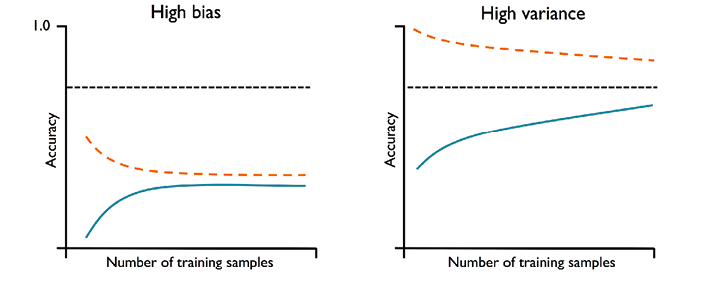 High bias
1.0
Accuracy
Number of training samples
High variance
Accuracy
Number of training samples